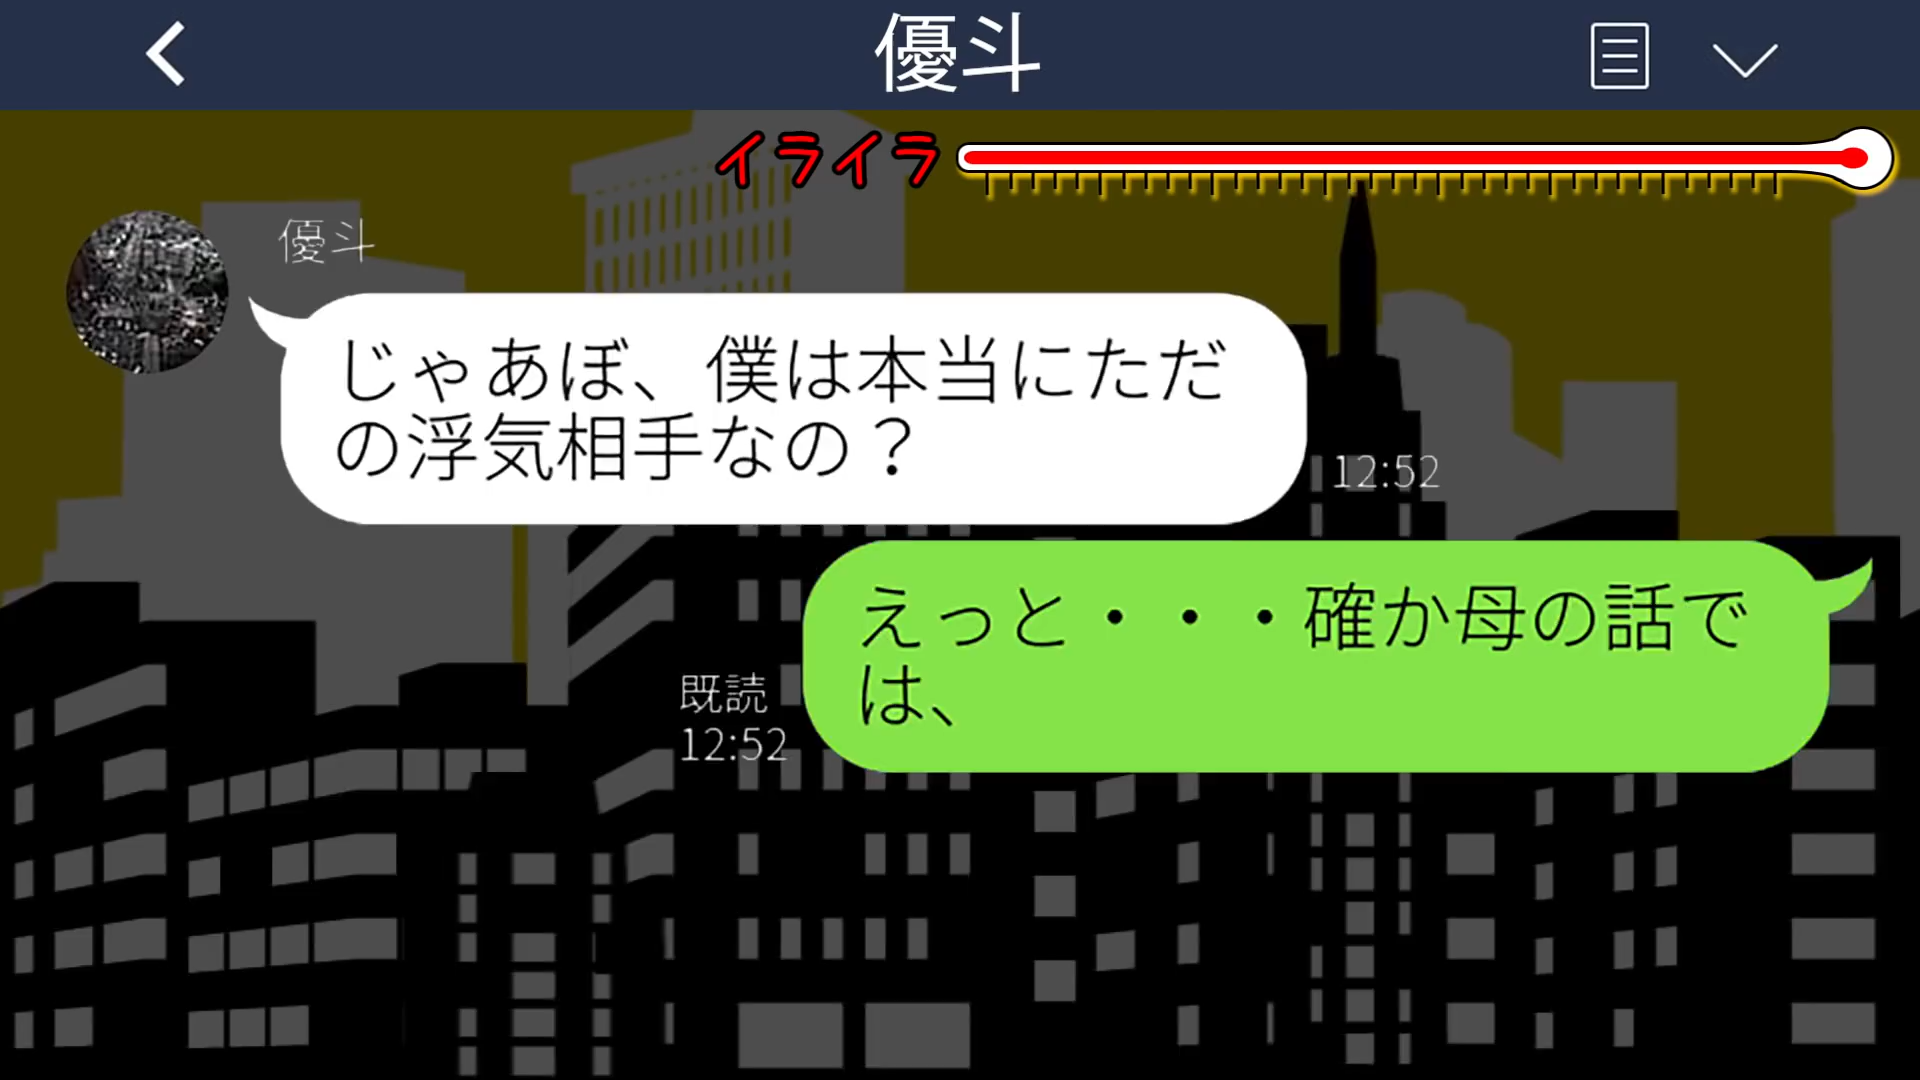 優斗
イライラ
優斗
じゃあぼ、僕は本当にただ
の浮気相手なの？
12:52
えっと・・・確か母の話で
は、
既読
12:52